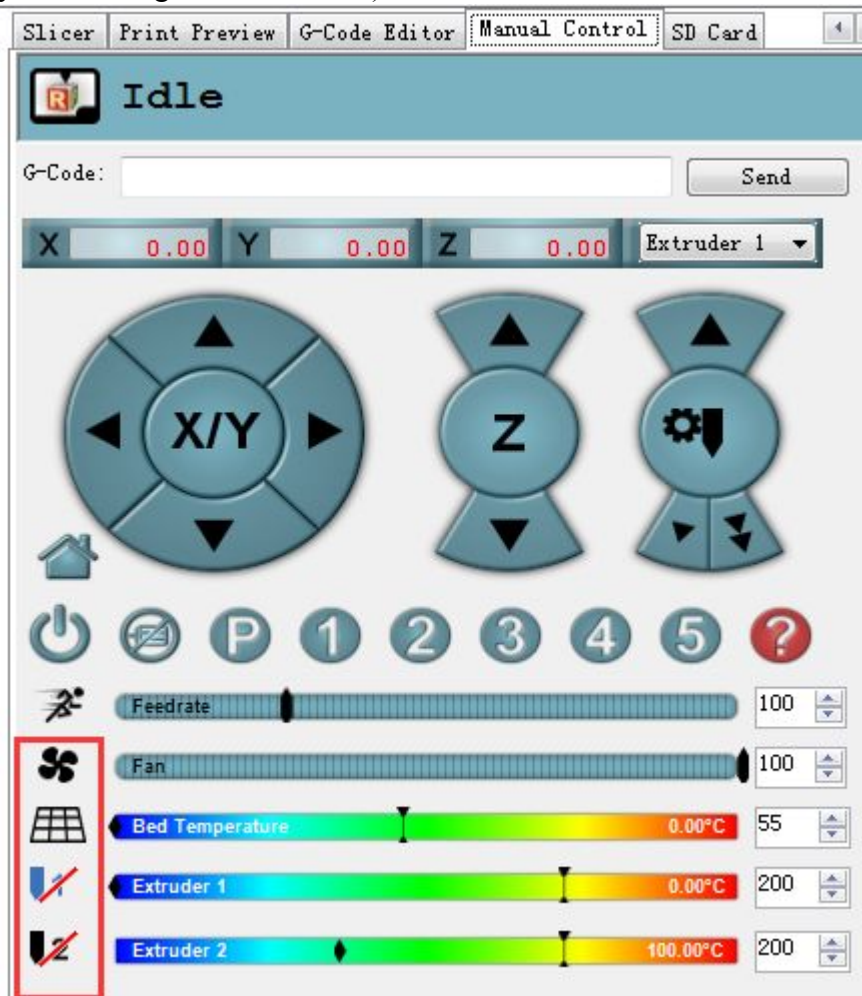 Slicer Print Preview G-Code Editor Manual Control SD Card
R Idle
G-Code: Send
X 0.00 Y 0.00 Z 0.00 Extruder 1
X/Y Z
P 1 2 3 4 5 ?
Feedrate 100
Fan 100
Bed Temperature 0.00°C 55
1 Extruder 1 0.00°C 200
2 Extruder 2 100.00°C 200